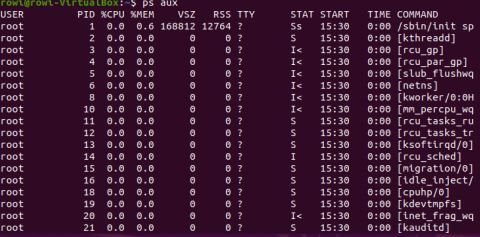 rowl@rowl-VirtualBox:~$ ps aux
USER PID %CPU %MEM VSZ RSS TTY STAT START TIME COMMAND
root 1 0.0 0.6 168812 12764 ? Ss 15:30 0:00 /sbin/init sp
root 2 0.0 0.0 0 0 ? S 15:30 0:00 [kthreadd]
root 3 0.0 0.0 0 0 ? I< 15:30 0:00 [rcu_gp]
root 4 0.0 0.0 0 0 ? I< 15:30 0:00 [rcu_par_gp]
root 5 0.0 0.0 0 0 ? I< 15:30 0:00 [slub_flushwq
root 6 0.0 0.0 0 0 ? I< 15:30 0:00 [netns]
root 8 0.0 0.0 0 0 ? I< 15:30 0:00 [kworker/0:0H
root 10 0.0 0.0 0 0 ? I< 15:30 0:00 [mm_percpu_wq
root 11 0.0 0.0 0 0 ? S 15:30 0:00 [rcu_tasks_ru
root 12 0.0 0.0 0 0 ? S 15:30 0:00 [rcu_tasks_tr
root 13 0.0 0.0 0 0 ? S 15:30 0:00 [ksoftirqd/0]
root 14 0.0 0.0 0 0 ? I 15:30 0:00 [rcu_sched]
root 15 0.0 0.0 0 0 ? S 15:30 0:00 [migration/0]
root 16 0.0 0.0 0 0 ? S 15:30 0:00 [idle_inject/
root 18 0.0 0.0 0 0 ? S 15:30 0:00 [cpuhp/0]
root 19 0.0 0.0 0 0 ? S 15:30 0:00 [kdevtmpfs]
root 20 0.0 0.0 0 0 ? I< 15:30 0:00 [inet_frag_wq
root 21 0.0 0.0 0 0 ? S 15:30 0:00 [kauditd]